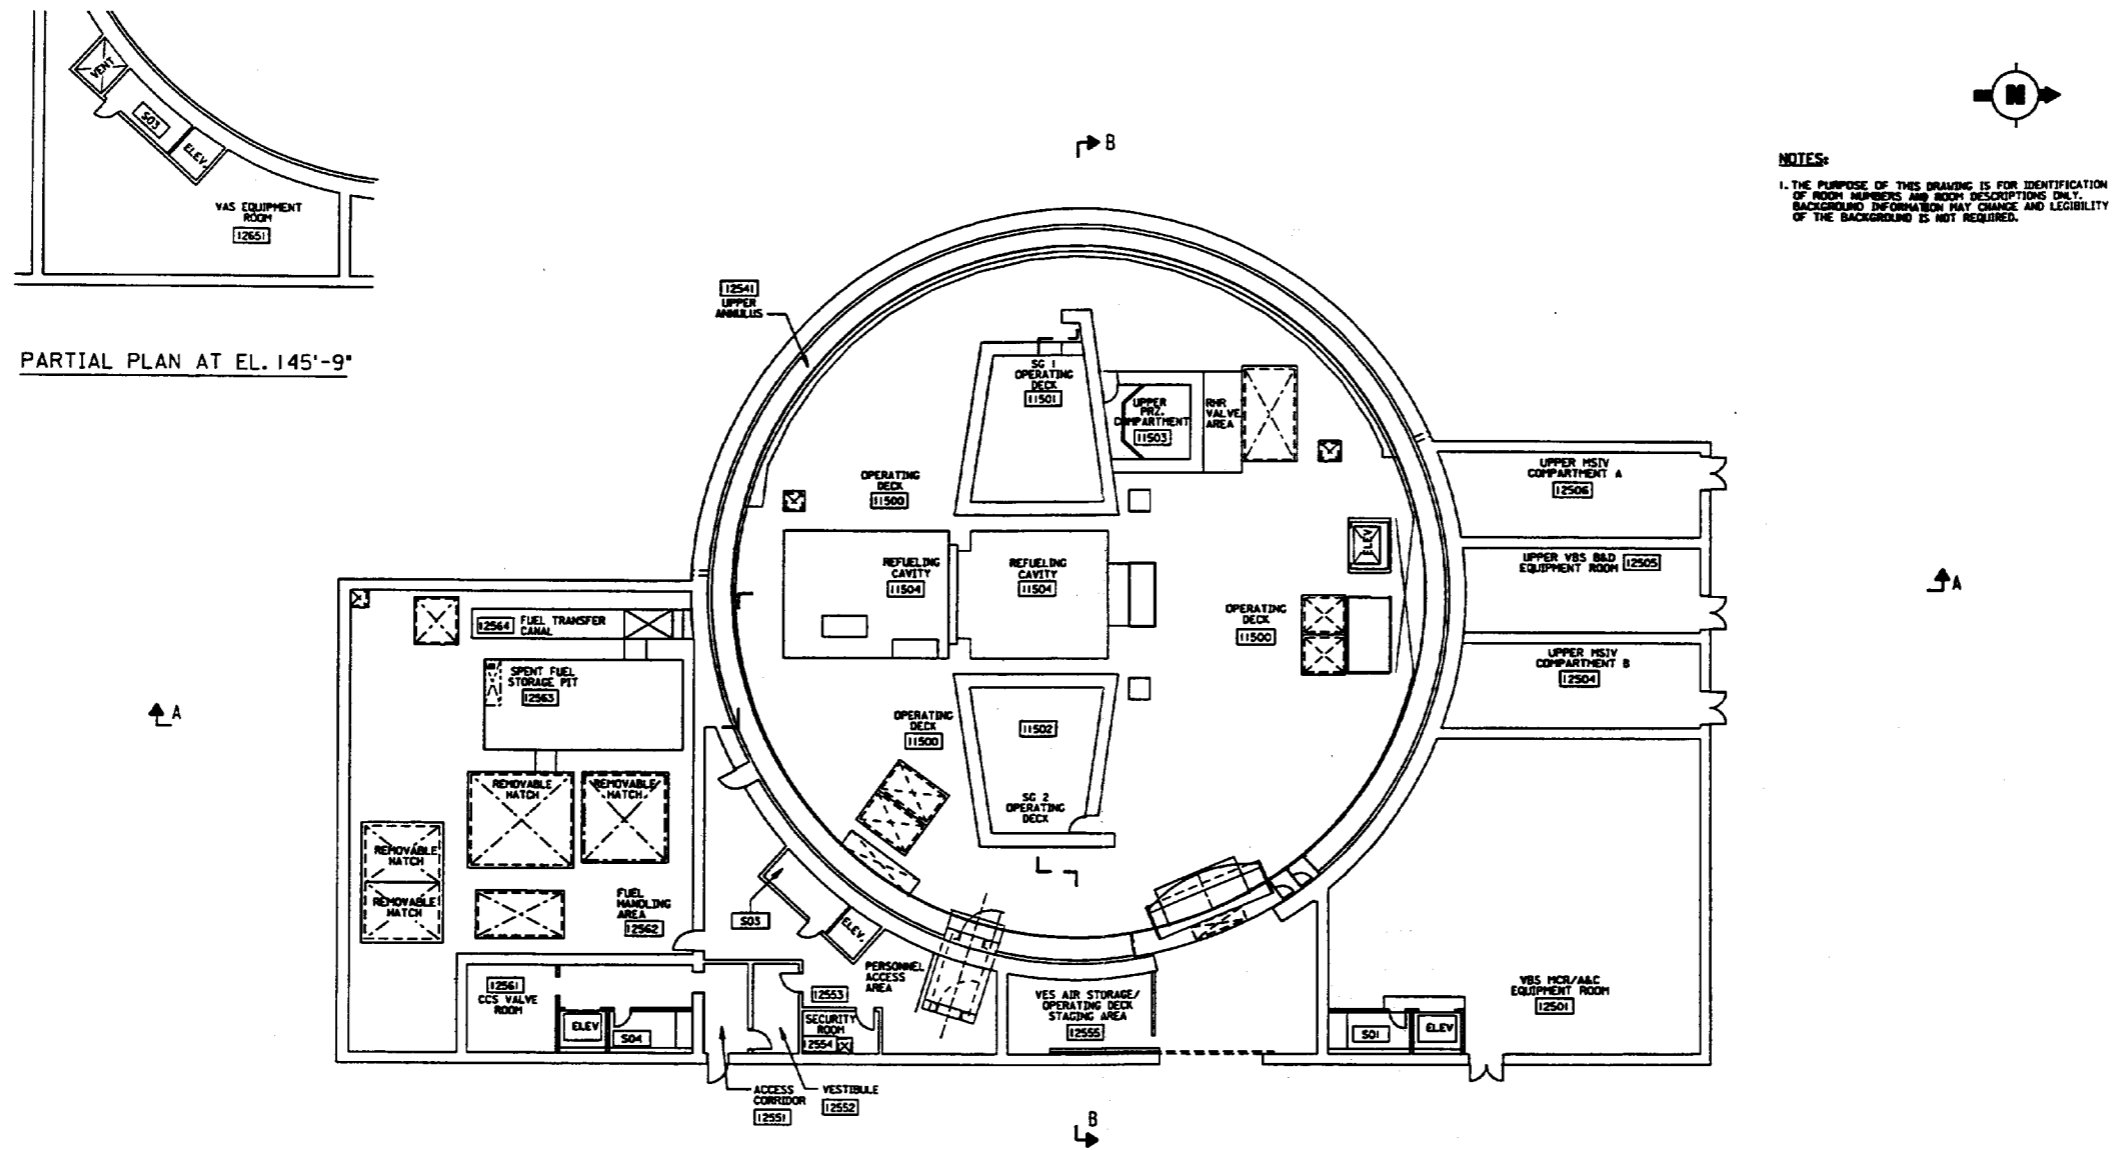 VENT
S03
ELEV.
VAS EQUIPMENT
ROOM
12651
PARTIAL PLAN AT EL. 145'-9"
B
N
NOTES:
1. THE PURPOSE OF THIS DRAWING IS FOR IDENTIFICATION
OF ROOM NUMBERS AND ROOM DESCRIPTIONS ONLY.
BACKGROUND INFORMATION MAY CHANGE AND LEGIBILITY
OF THE BACKGROUND IS NOT REQUIRED.
12541
UPPER
ANNULUS
SG 1
OPERATING
DECK
11501
UPPER
PRZ.
COMPARTMENT
11503
RHR
VALVE
AREA
OPERATING
DECK
11500
UPPER MSIV
COMPARTMENT A
12506
ELEV
UPPER VBS B&D
EQUIPMENT ROOM
12505
REFUELING
CAVITY
11504
REFUELING
CAVITY
11504
A
OPERATING
DECK
11500
12564
FUEL TRANSFER
CANAL
UPPER MSIV
COMPARTMENT B
12504
SPENT FUEL
STORAGE PIT
12563
A
OPERATING
DECK
11500
11502
SG 2
OPERATING
DECK
REMOVABLE
HATCH
REMOVABLE
HATCH
REMOVABLE
HATCH
REMOVABLE
HATCH
FUEL
HANDLING
AREA
12562
S03
ELEV.
PERSONNEL
ACCESS
AREA
12553
12561
CCS VALVE
ROOM
ELEV
S04
SECURITY
ROOM
12554
VES AIR STORAGE/
OPERATING DECK
STAGING AREA
12555
VBS MCR/A&C
EQUIPMENT ROOM
12501
S01
ELEV
ACCESS
CORRIDOR
12551
VESTIBULE
12552
B